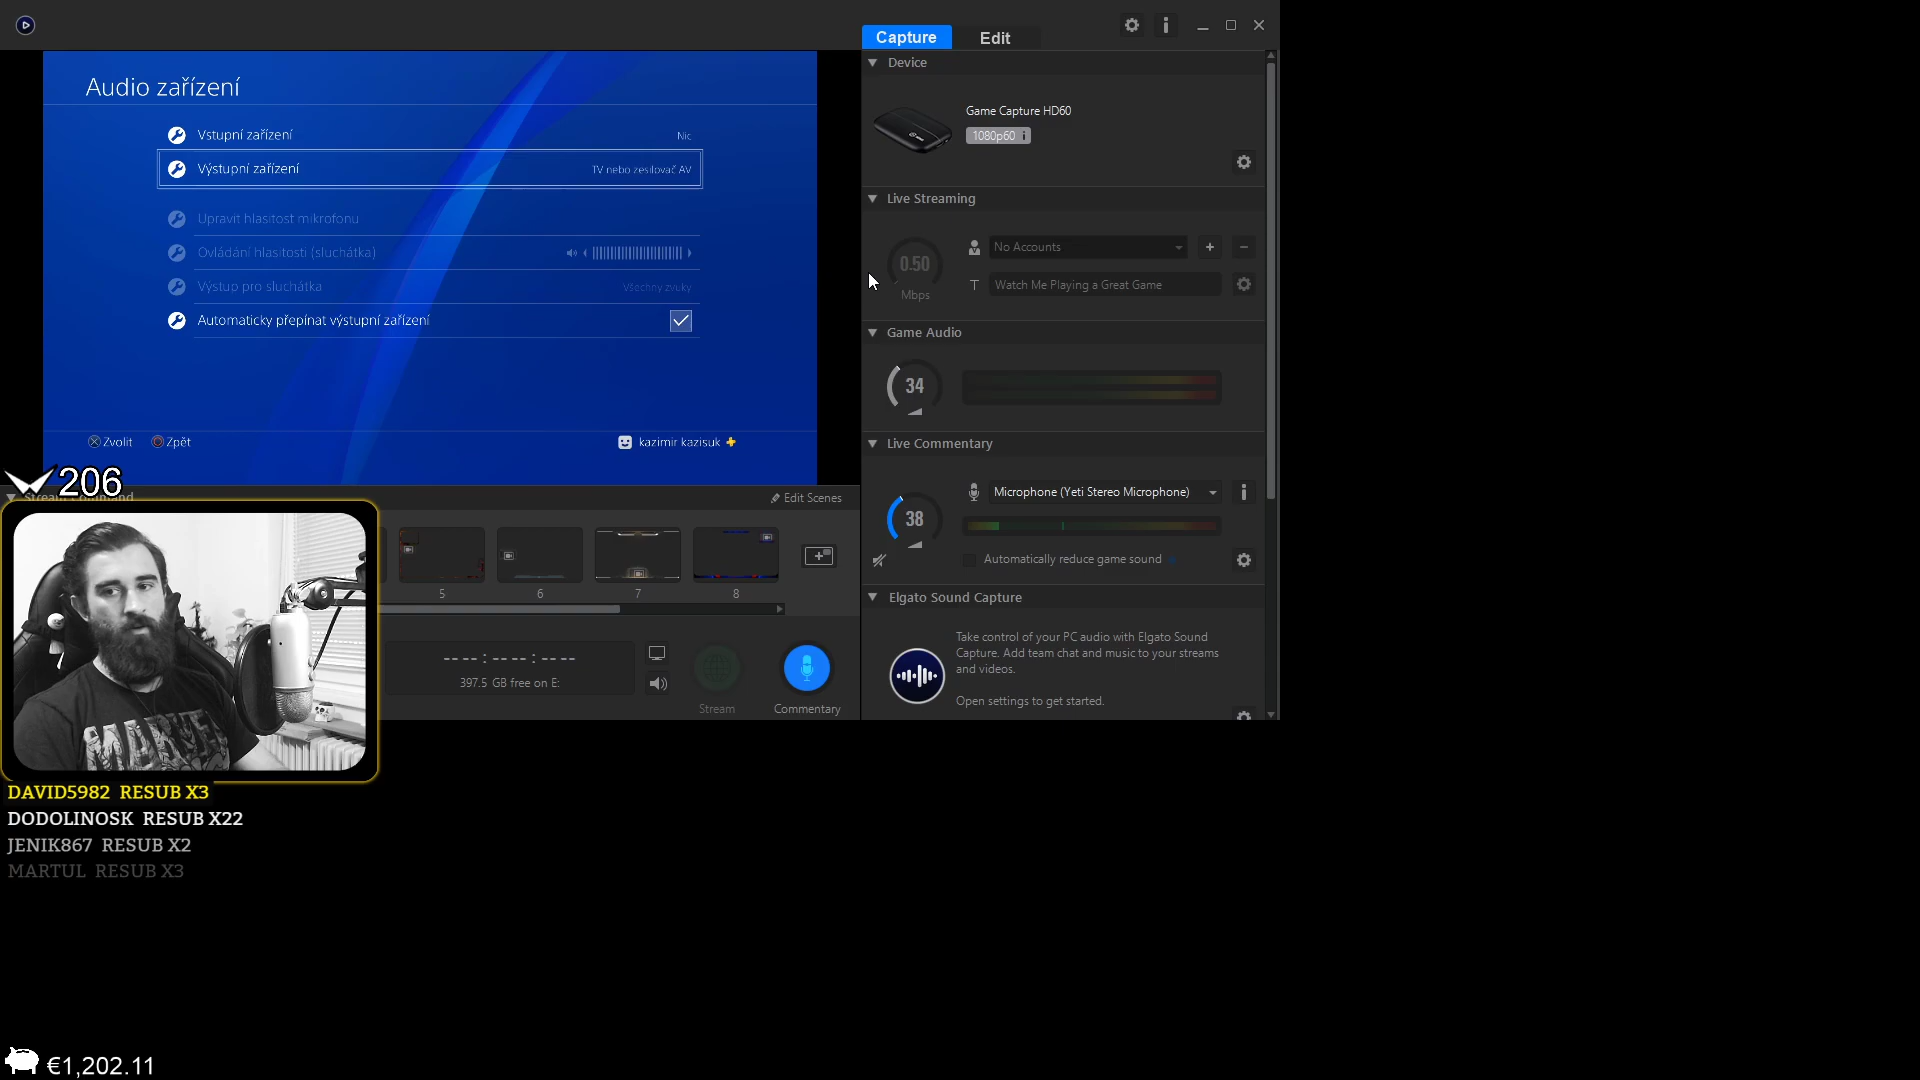 Capture
Edit
Audio zařízení
Vstupní zařízení
Nic
Výstupní zařízení
TV nebo zesilovač AV
Upravit hlasitost mikrofonu
Ovládání hlasitosti (sluchátka)
Výstup pro sluchátka
Všechny zvuky
Automaticky přepínat výstupní zařízení
Zvolit
Zpět
kazimir kazisuk
206
Stream Command
Edit Scenes
5
6
7
8
397.5 GB free on E:
Stream
Commentary
Device
Game Capture HD60
1080p60 i
Live Streaming
0.50
Mbps
No Accounts
T
Watch Me Playing a Great Game
Game Audio
34
Live Commentary
Microphone (Yeti Stereo Microphone)
38
Automatically reduce game sound
Elgato Sound Capture
Take control of your PC audio with Elgato Sound
Capture. Add team chat and music to your streams
and videos.
Open settings to get started.
DAVID5982 RESUB X3
DODOLINOSK RESUB X22
JENIK867 RESUB X2
MARTUL RESUB X3
€1,202.11